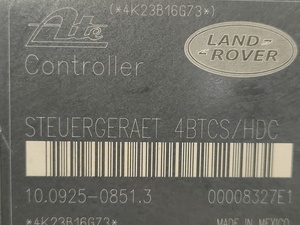 (*4K23B16G73*)
Ate
LAND-
-ROVER
Controller
STEUERGERAET 4BTCS/HDC
10.0925-0851.3 00008327E1
*4K23B16G73* MADE IN MEXICO